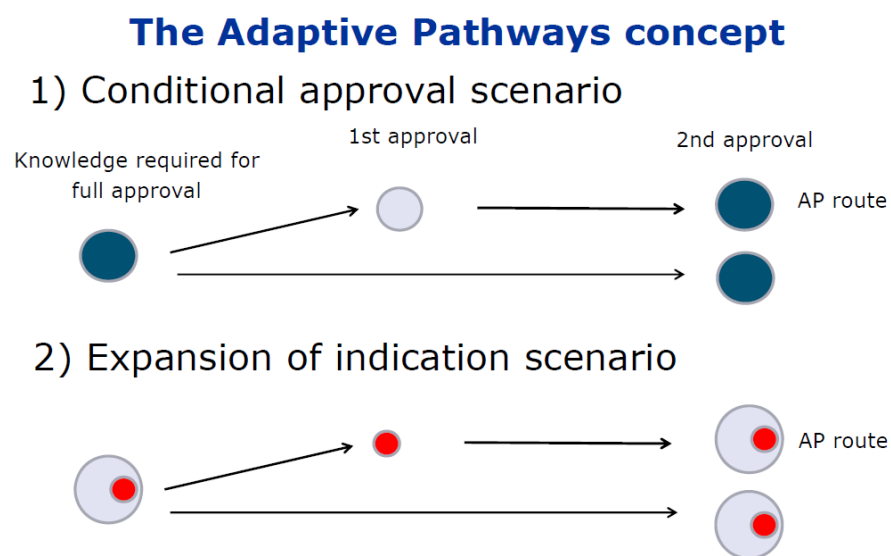 The Adaptive Pathways concept
1) Conditional approval scenario
1st approval
2nd approval
Knowledge required for
full approval
AP route
2) Expansion of indication scenario
AP route